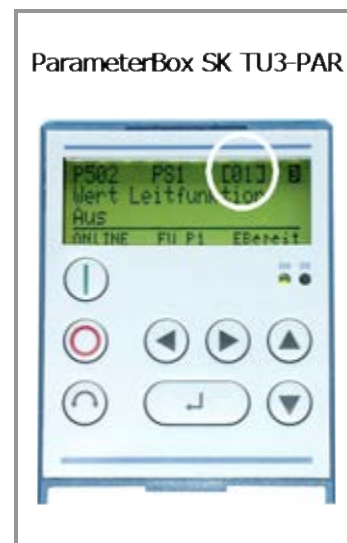 ParameterBox SK TU3-PAR
P502 PS1 [01]
Wert Leitfunktion
Aus
ONLINE FU P1 EBereit